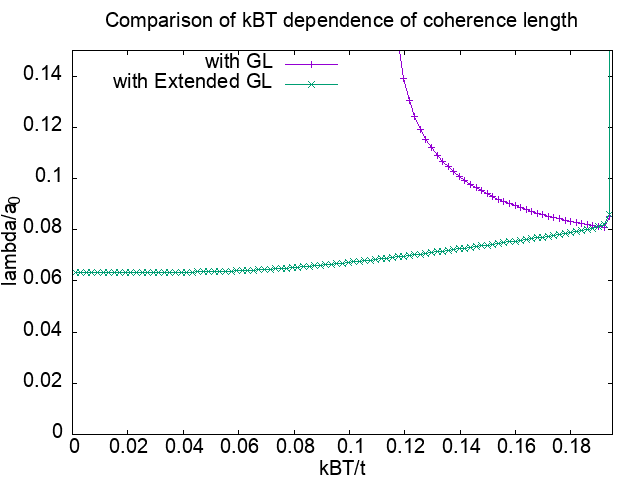 Comparison of kBT dependence of coherence length
with GL
with Extended GL
0.14
0.12
0.1
0.08
0.06
0.04
0.02
0
lambda/a0
0 0.02 0.04 0.06 0.08 0.1 0.12 0.14 0.16 0.18
kBT/t